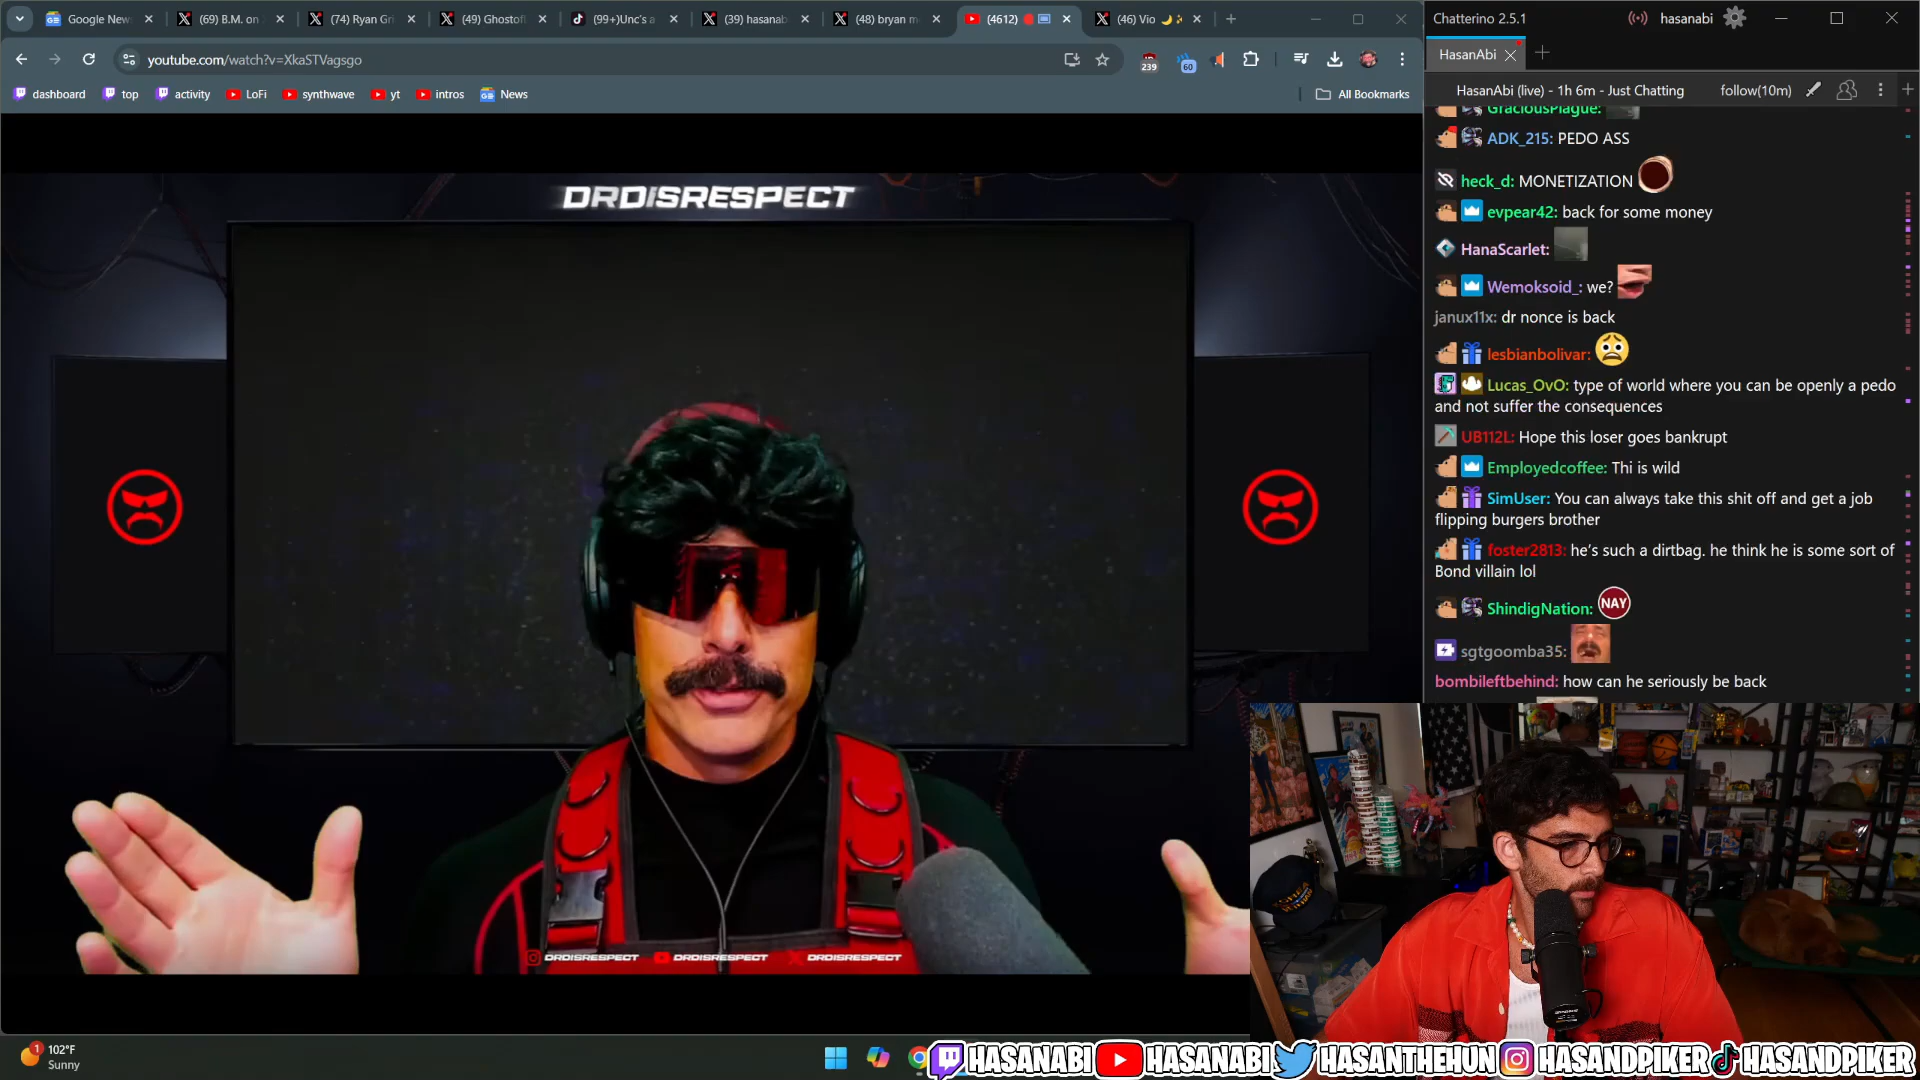 Google New
(69) B.M. on
(74) Ryan Gri
(49) Ghostofl
(99+)Unc's a
(39) hasanab
(48) bryan m
(4612)
(46) Vio
Chatterino 2.5.1
hasanabi
youtube.com/watch?v=XkaSTVagsgo
239
60
HasanAbi
dashboard
top
activity
LoFi
synthwave
yt
intros
News
All Bookmarks
HasanAbi (live) - 1h 6m - Just Chatting
follow(10m)
GraciousPlague:
ADK_215: PEDO ASS
heck_d: MONETIZATION
evpear42: back for some money
HanaScarlet:
Wemoksoid_: we?
janux11x: dr nonce is back
lesbianbolivar:
Lucas_OvO: type of world where you can be openly a pedo
and not suffer the consequences
UB112L: Hope this loser goes bankrupt
Employedcoffee: Thi is wild
SimUser: You can always take this shit off and get a job
flipping burgers brother
foster2813: he's such a dirtbag. he think he is some sort of
Bond villain lol
ShindigNation: NAY
sgtgoomba35:
bombileftbehind: how can he seriously be back
DRDISRESPECT
DRDISRESPECT DRDISRESPECT DRDISRESPECT
1
102°F
Sunny
HASANABI HASANABI HASANTHEHUN HASANDPIKER HASANDPIKER